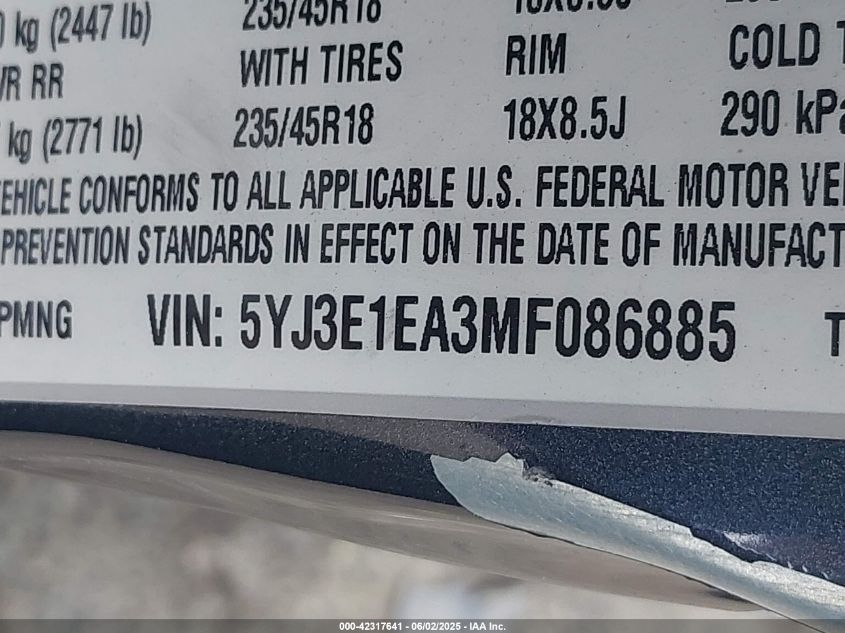 kg (2447 lb) 235/45R18
RR WITH TIRES RIM COLD
kg (2771 lb) 235/45R18 18X8.5J 290 kPa
CONFORMS TO ALL APPLICABLE U.S. FEDERAL MOTOR
PREVENTION STANDARDS IN EFFECT ON THE DATE OF
PMNG VIN: 5YJ3E1EA3MF086885 T
000-42317641 - 06/02/2025 - IAA Inc.